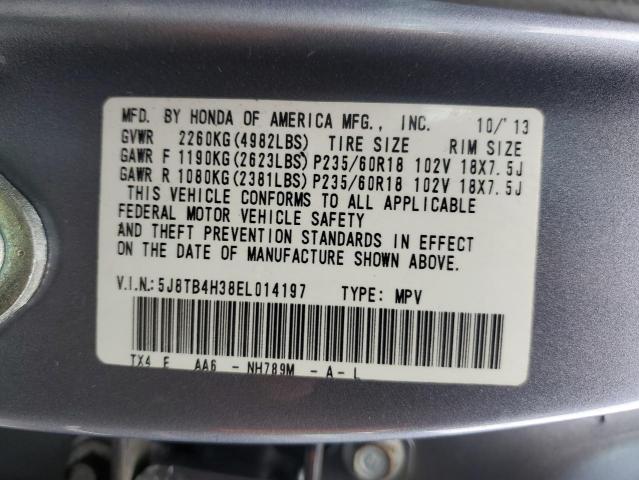 MFD. BY HONDA OF AMERICA MFG., INC. 10/'13
GVWR 2260KG(4982LBS) TIRE SIZE RIM SIZE
GAWR F 1190KG(2623LBS) P235/60R18 102V 18X7.5J
GAWR R 1080KG(2381LBS) P235/60R18 102V 18X7.5J
THIS VEHICLE CONFORMS TO ALL APPLICABLE
FEDERAL MOTOR VEHICLE SAFETY
AND THEFT PREVENTION STANDARDS IN EFFECT
ON THE DATE OF MANUFACTURE SHOWN ABOVE.
V.I.N.: 5J8TB4H38EL014197 TYPE: MPV
TX4 E AA6 - NH789M - A - L